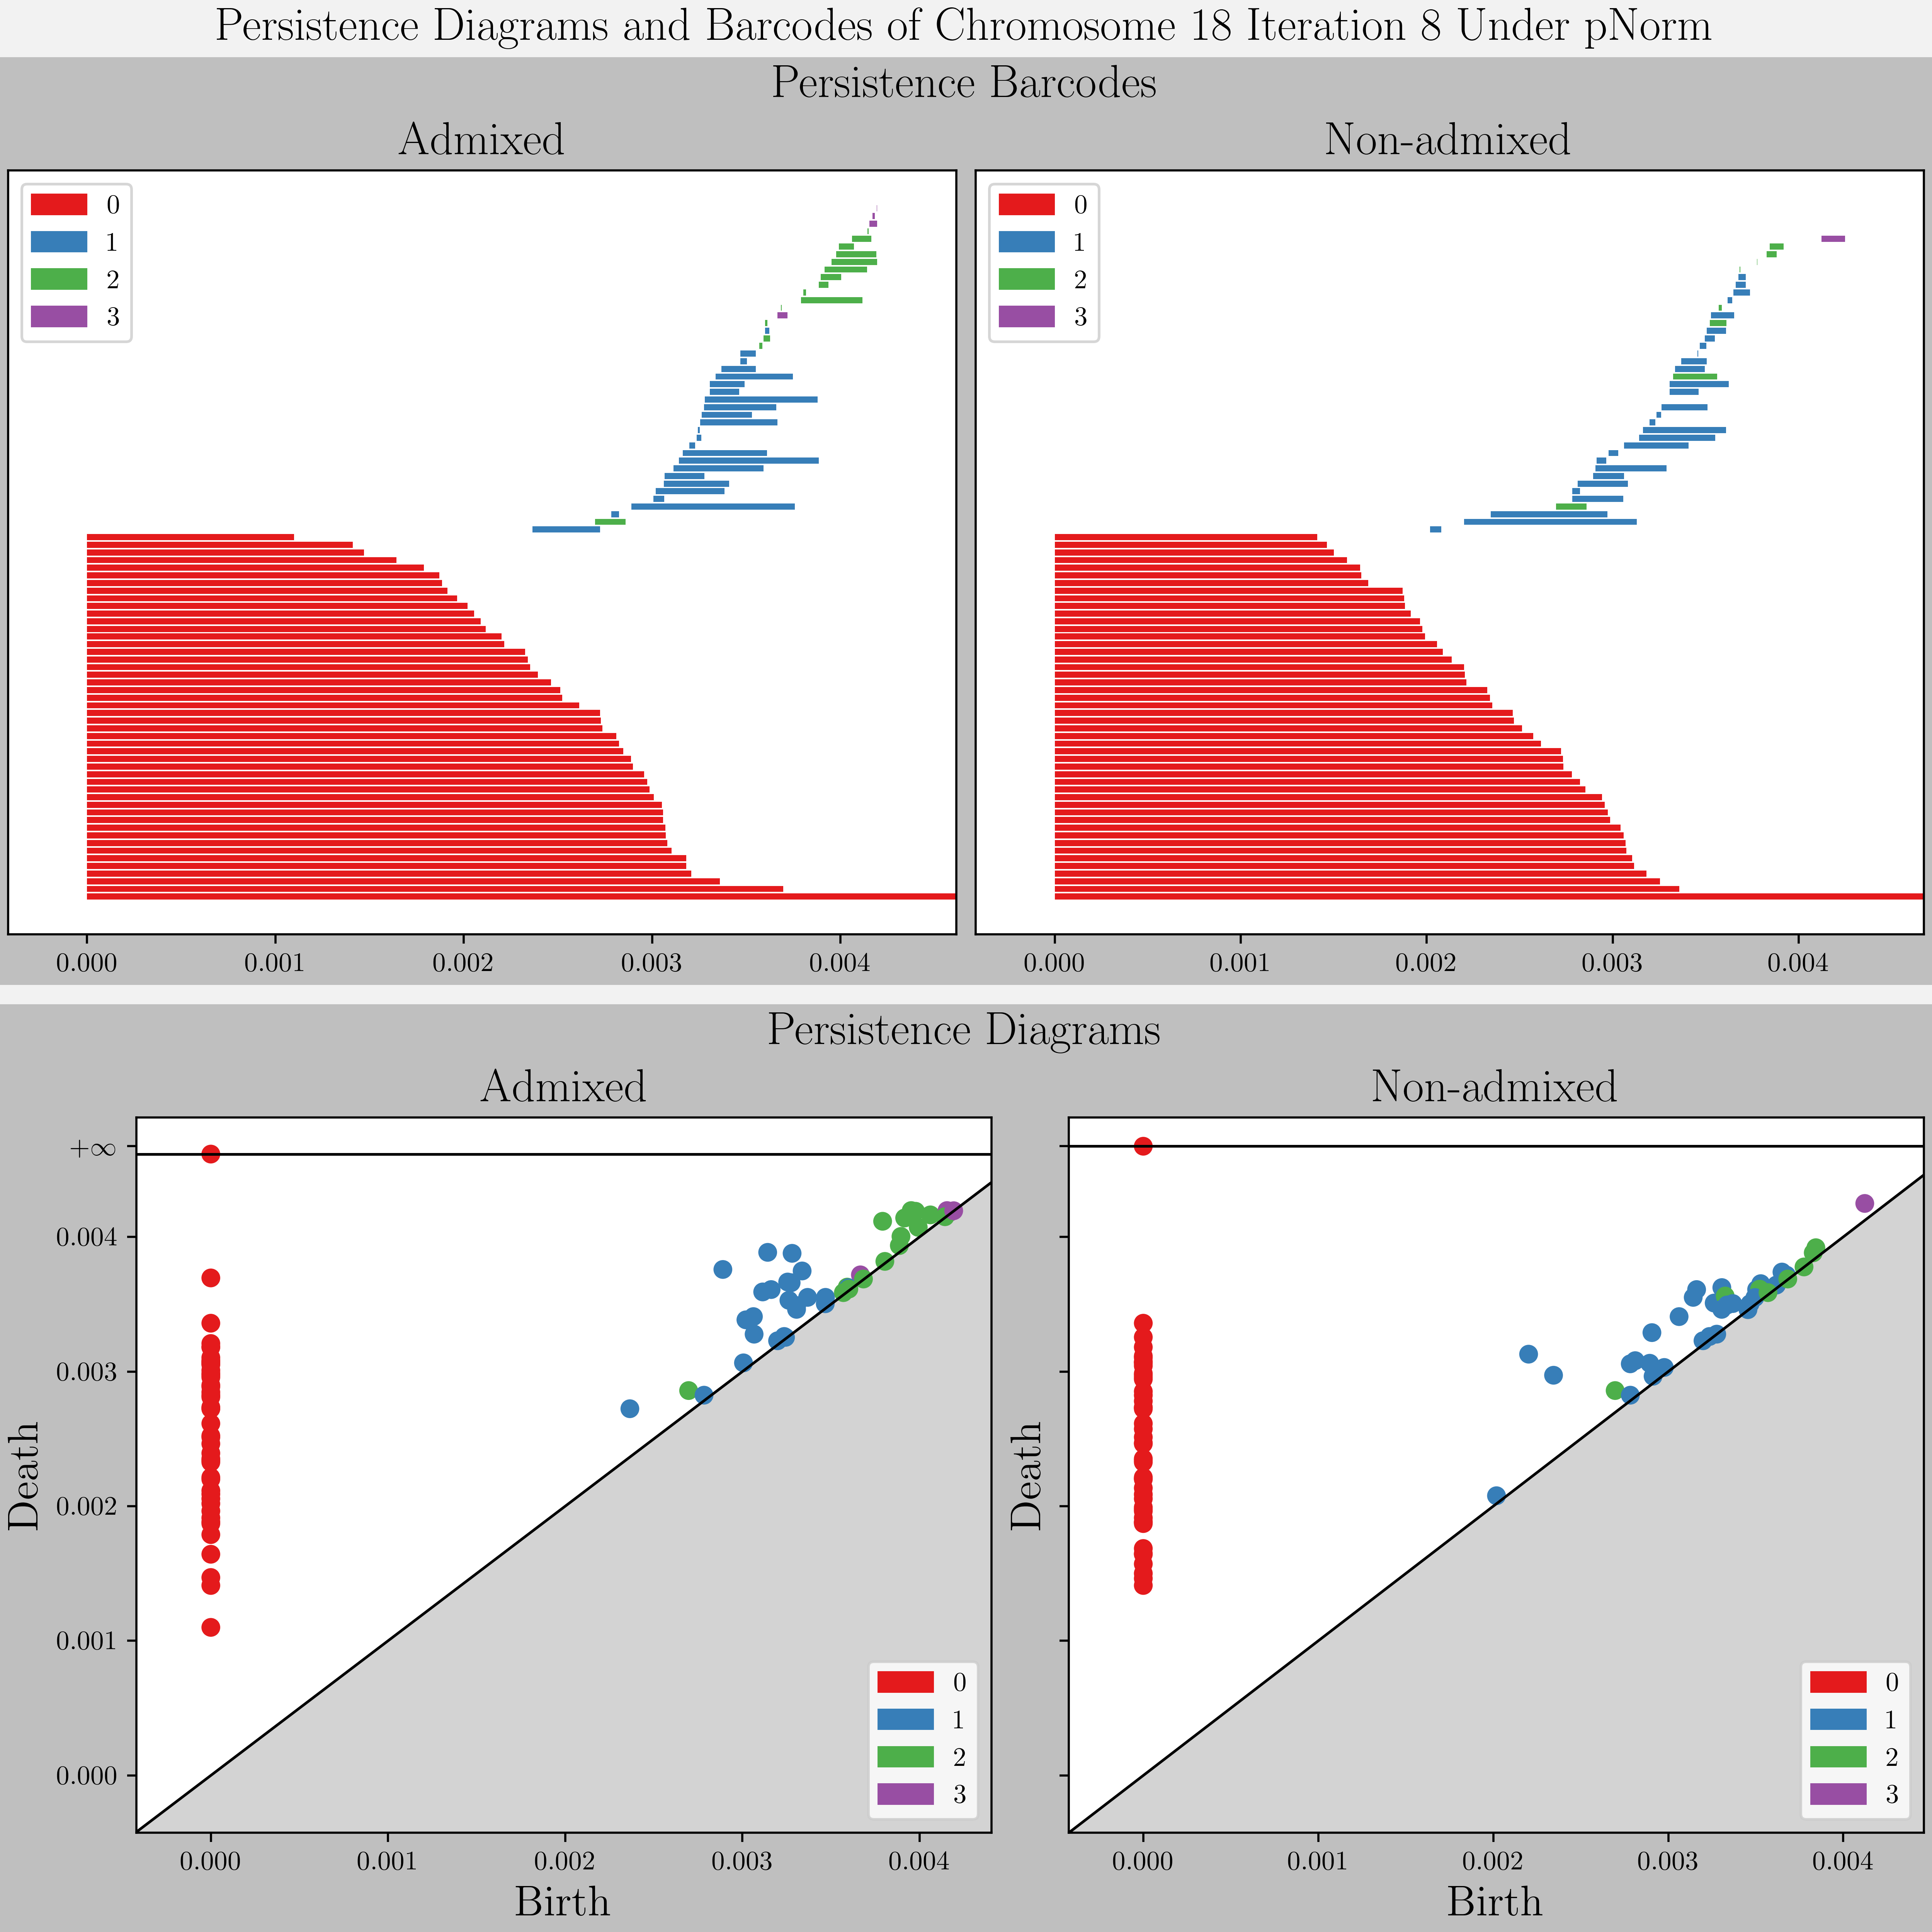 Persistence Diagrams and Barcodes of Chromosome 18 Iteration 8 Under pNorm
Persistence Barcodes
Admixed
Non-admixed
0
1
2
3
0
1
2
3
0.000 0.001 0.002 0.003 0.004
0.000 0.001 0.002 0.003 0.004
Persistence Diagrams
Admixed
Non-admixed
+∞
0.004
0.003
0.002
0.001
0.000
Death
0
1
2
3
0.000 0.001 0.002 0.003 0.004
Birth
Death
0
1
2
3
0.000 0.001 0.002 0.003 0.004
Birth